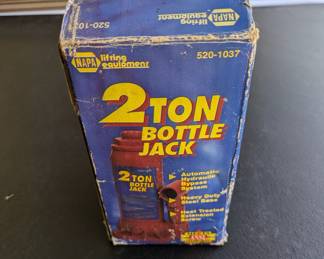 NAPA lifting equipment
520-10
NAPA lifting equipment
520-1037
2 TON
BOTTLE
JACK
2 TON
BOTTLE
JACK
Automatic
Hydraulic
Bypass
System
Heavy Duty
Steel Base
Heat Treated
Extension
Screw